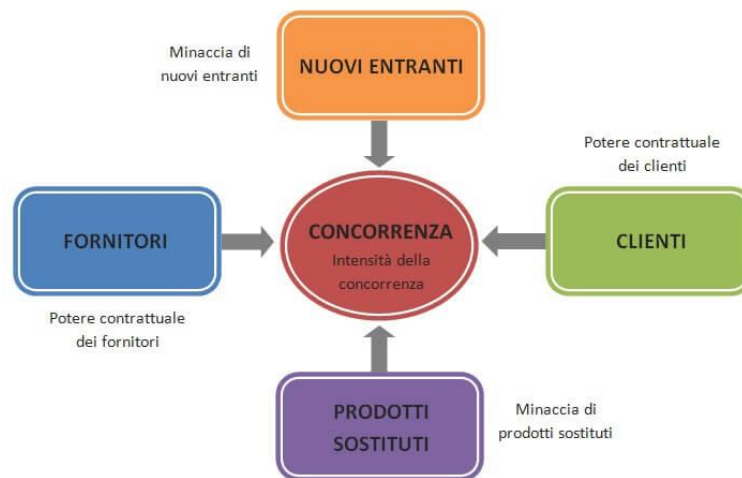 Minaccia di
nuovi entranti
NUOVI ENTRANTI
Potere contrattuale
dei clienti
FORNITORI
CONCORRENZA
Intensità della
concorrenza
CLIENTI
Potere contrattuale
dei fornitori
PRODOTTI
SOSTITUTI
Minaccia di
prodotti sostituti